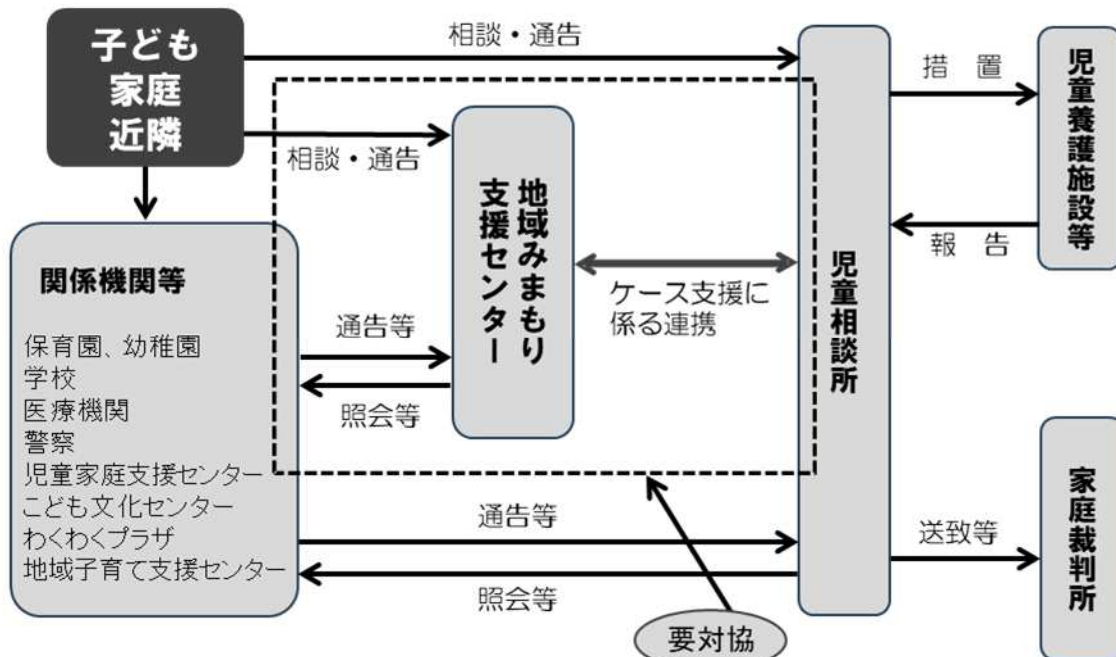 子ども
家庭
近隣
相談・通告
相談・通告
地域みまもり
支援センター
児童相談所
措　置
児童養護施設等
報　告
ケース支援に
係る連携
関係機関等
保育園、幼稚園
学校
医療機関
警察
児童家庭支援センター
こども文化センター
わくわくプラザ
地域子育て支援センター
通告等
照会等
通告等
照会等
要対協
送致等
家庭裁判所